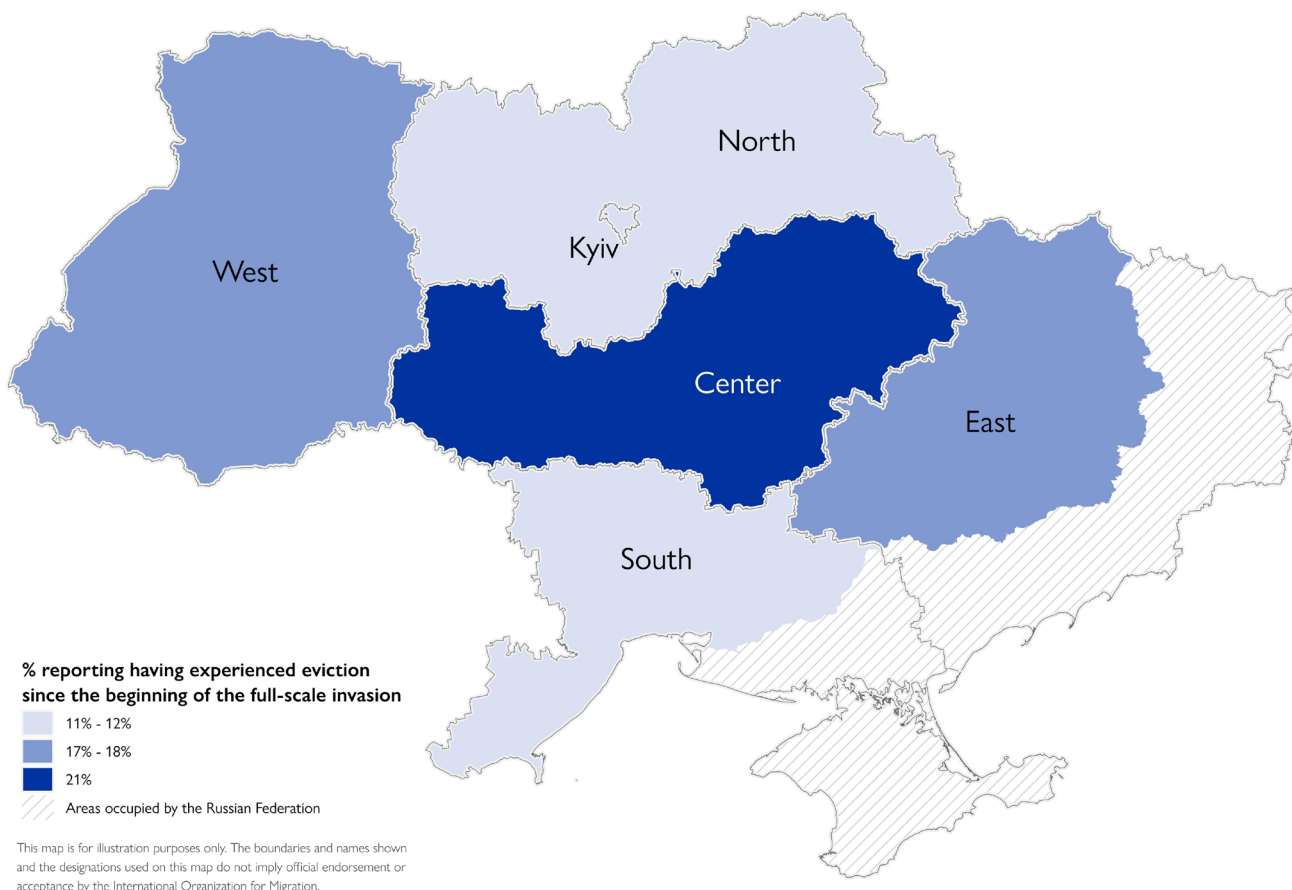 North
Kyiv
West
Center
East
South
% reporting having experienced eviction
since the beginning of the full-scale invasion
11% - 12%
17% - 18%
21%
Areas occupied by the Russian Federation
This map is for illustration purposes only. The boundaries and names shown
and the designations used on this map do not imply official endorsement or
acceptance by the International Organization for Migration.